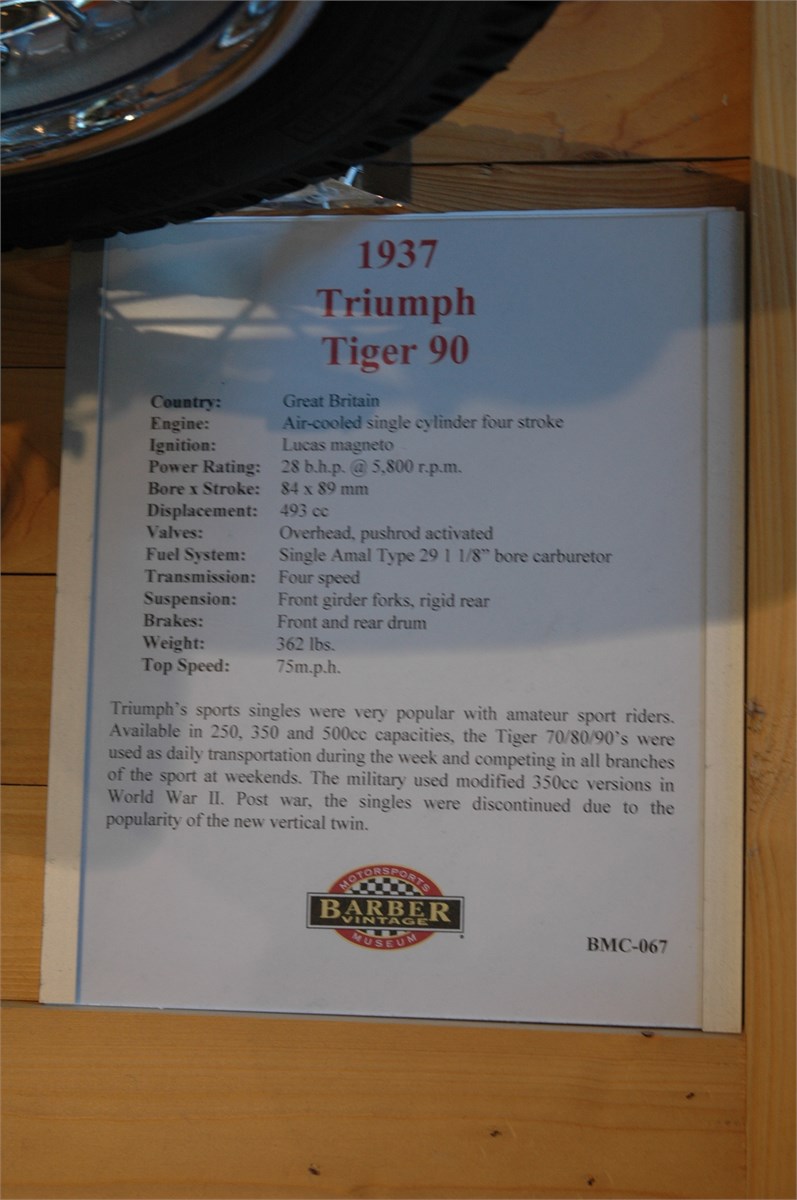 1937
Triumph
Tiger 90
Country: Great Britain
Engine: Air-cooled single cylinder four stroke
Ignition: Lucas magneto
Power Rating: 28 b.h.p. @ 5,800 r.p.m.
Bore x Stroke: 84 x 89 mm
Displacement: 493 cc
Valves: Overhead, pushrod activated
Fuel System: Single Amal Type 29 1 1/8” bore carburetor
Transmission: Four speed
Suspension: Front girder forks, rigid rear
Brakes: Front and rear drum
Weight: 362 lbs.
Top Speed: 75m.p.h.
Triumph’s sports singles were very popular with amateur sport riders.
Available in 250, 350 and 500cc capacities, the Tiger 70/80/90’s were
used as daily transportation during the week and competing in all branches
of the sport at weekends. The military used modified 350cc versions in
World War II. Post war, the singles were discontinued due to the
popularity of the new vertical twin.
MOTORSPORTS
BARBER
VINTAGE
MUSEUM
BMC-067